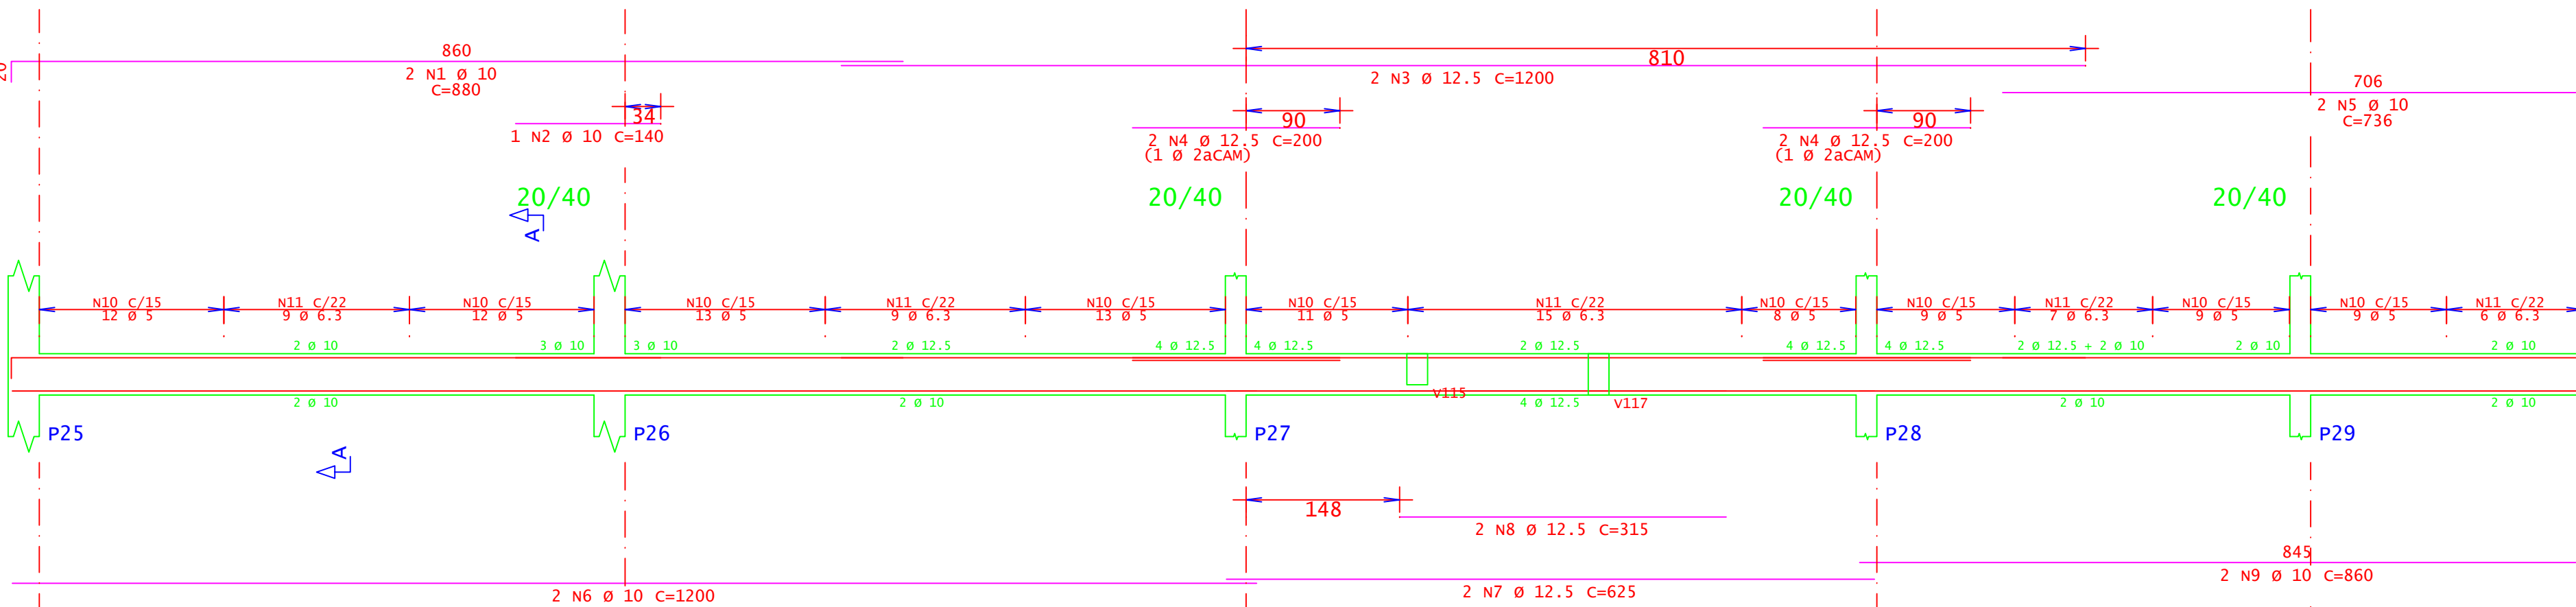 860
20
2 N1 Ø 10
C=880
810
2 N3 Ø 12.5 C=1200
706
2 N5 Ø 10
C=736
34
1 N2 Ø 10 C=140
90
2 N4 Ø 12.5 C=200
(1 Ø 2aCAM)
90
2 N4 Ø 12.5 C=200
(1 Ø 2aCAM)
20/40
20/40
20/40
20/40
A
N10 C/15
12 Ø 5
N11 C/22
9 Ø 6.3
N10 C/15
12 Ø 5
N10 C/15
13 Ø 5
N11 C/22
9 Ø 6.3
N10 C/15
13 Ø 5
N10 C/15
11 Ø 5
N11 C/22
15 Ø 6.3
N10 C/15
8 Ø 5
N10 C/15
9 Ø 5
N11 C/22
7 Ø 6.3
N10 C/15
9 Ø 5
N10 C/15
9 Ø 5
N11 C/22
6 Ø 6.3
2 Ø 10
3 Ø 10
3 Ø 10
2 Ø 12.5
4 Ø 12.5
4 Ø 12.5
2 Ø 12.5
4 Ø 12.5
4 Ø 12.5
2 Ø 12.5 + 2 Ø 10
2 Ø 10
2 Ø 10
2 Ø 10
2 Ø 10
V115
4 Ø 12.5
V117
2 Ø 10
2 Ø 10
P25
P26
P27
P28
P29
A
148
2 N8 Ø 12.5 C=315
845
2 N9 Ø 10 C=860
2 N6 Ø 10 C=1200
2 N7 Ø 12.5 C=625